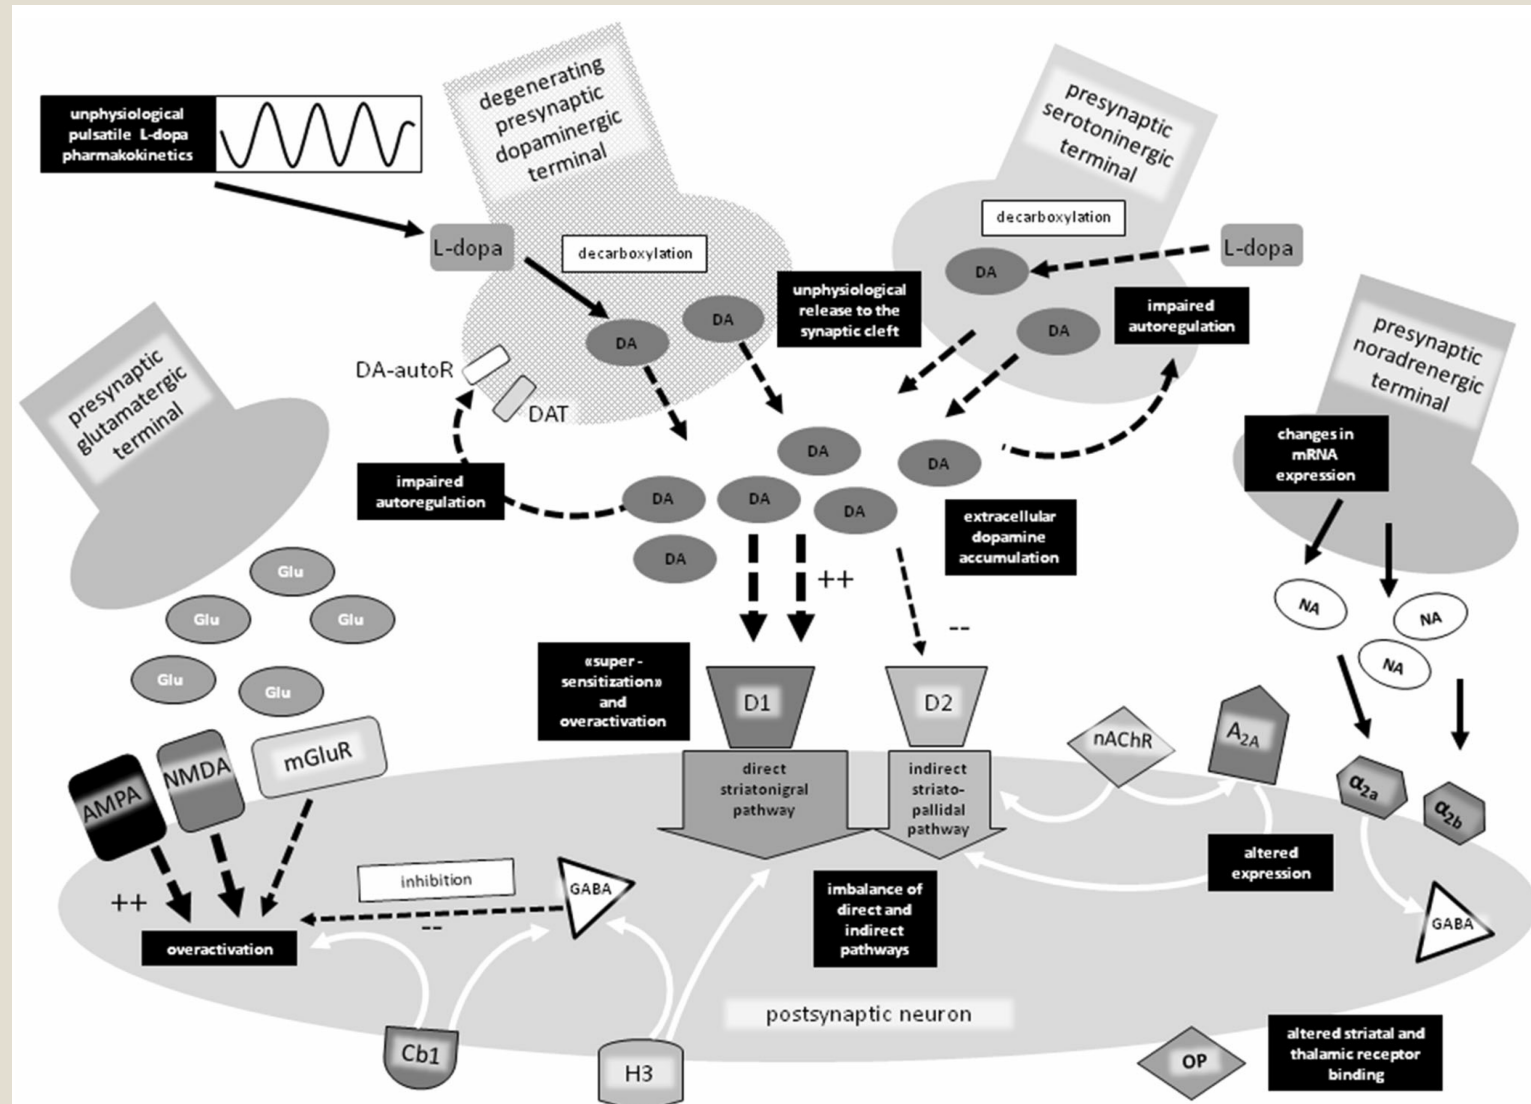 unphysiological
pulsatile L-dopa
pharmakokinetics
degenerating
presynaptic
dopaminergic
terminal
presynaptic
serotoninergic
terminal
L-dopa
decarboxylation
decarboxylation
L-dopa
DA
DA
DA
DA
unphysiological
release to the
synaptic cleft
impaired
autoregulation
DA-autoR
DAT
presynaptic
glutamatergic
terminal
presynaptic
noradrenergic
terminal
changes in
mRNA
expression
impaired
autoregulation
DA
DA
DA
DA
DA
DA
extracellular
dopamine
accumulation
Glu
Glu
Glu
Glu
Glu
++
--
NA
NA
NA
«super -
sensitization»
and
overactivation
D1
D2
nAChR
A2A
α2a
α2b
AMPA
NMDA
mGluR
direct
striatonigral
pathway
indirect
striato-
pallidal
pathway
altered
expression
++
inhibition
--
GABA
overactivation
imbalance of
direct and
indirect
pathways
GABA
postsynaptic neuron
Cb1
H3
OP
altered striatal and
thalamic receptor
binding